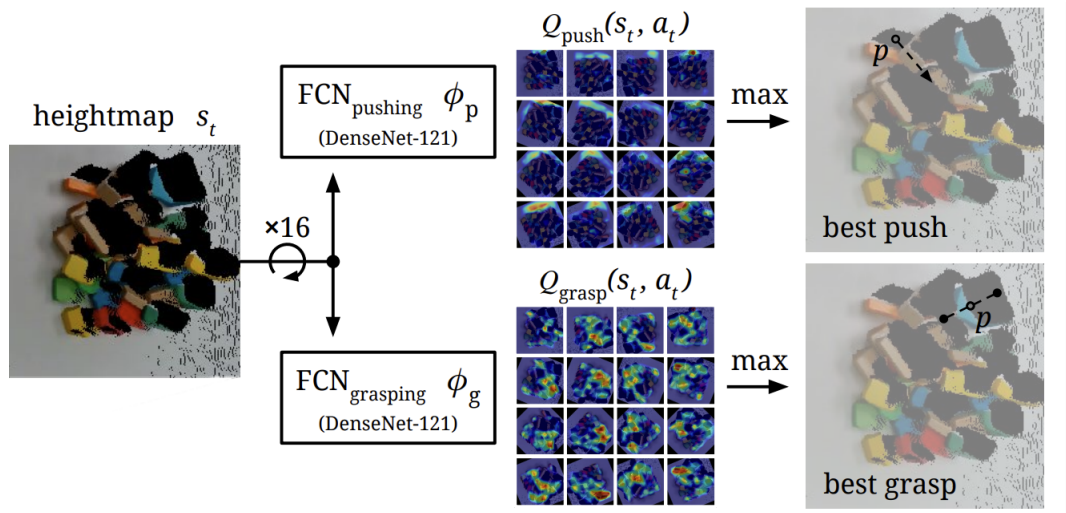 heightmap s_t
×16
FCN_pushing ϕ_p
(DenseNet-121)
FCN_grasping ϕ_g
(DenseNet-121)
Q_push(s_t, a_t)
Q_grasp(s_t, a_t)
max
max
p
best push
p
best grasp